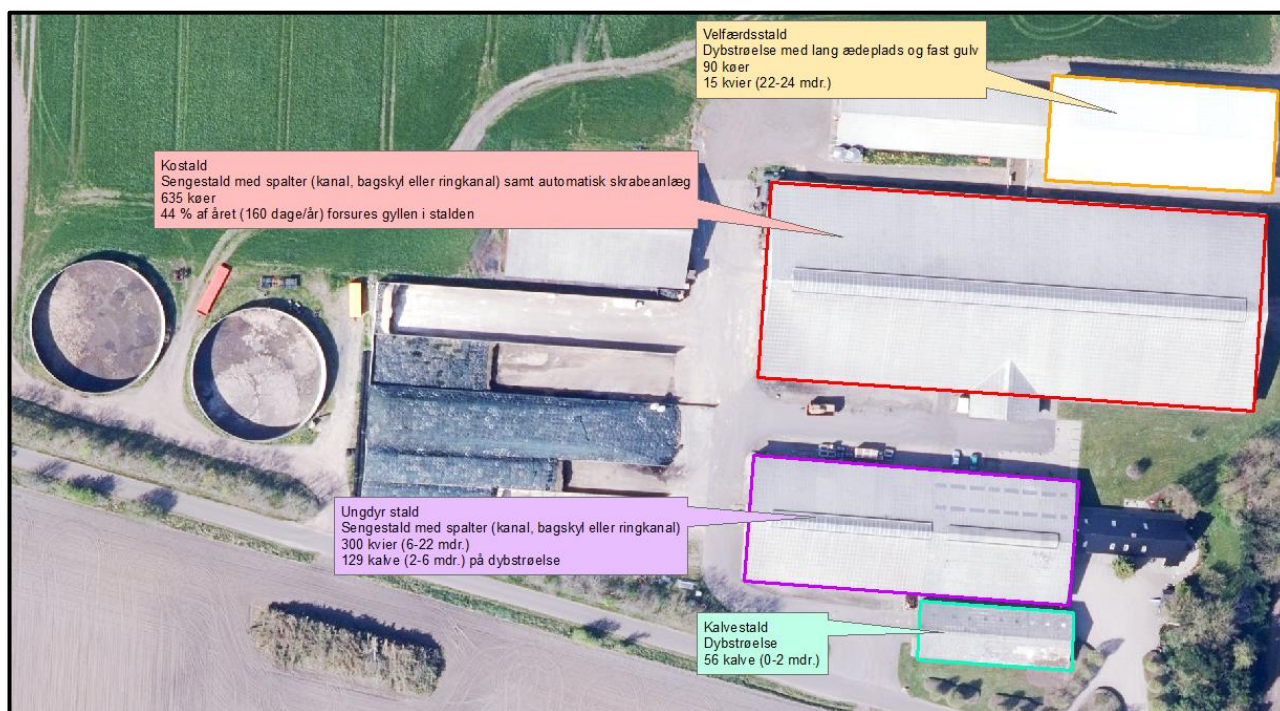 Velfærdsstald
Dybstrøelse med lang ædeplads og fast gulv
90 køer
15 kvier (22-24 mdr.)
Kostald
Sengestald med spalter (kanal, bagskyl eller ringkanal) samt automatisk skrabeanlæg
635 køer
44 % af året (160 dage/år) forsures gyllen i stalden
Ungdyr stald
Sengestald med spalter (kanal, bagskyl eller ringkanal)
300 kvier (6-22 mdr.)
129 kalve (2-6 mdr.) på dybstrøelse
Kalvestald
Dybstrøelse
56 kalve (0-2 mdr.)